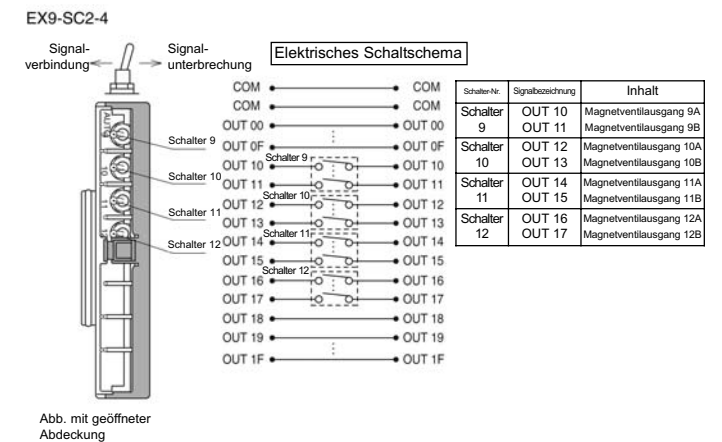 EX9-SC2-4
Signal-
verbindung
Signal-
unterbrechung
AUTO
10
11
Schalter 9
Schalter 10
Schalter 11
Schalter 12
Abb. mit geöffneter
Abdeckung
Elektrisches Schaltschema
COM COM
COM COM
OUT 00 OUT 00
OUT 0F OUT 0F
Schalter 9
OUT 10 OUT 10
OUT 11 OUT 11
Schalter 10
OUT 12 OUT 12
OUT 13 OUT 13
Schalter 11
OUT 14 OUT 14
OUT 15 OUT 15
Schalter 12
OUT 16 OUT 16
OUT 17 OUT 17
OUT 18 OUT 18
OUT 19 OUT 19
OUT 1F OUT 1F
Schalter-Nr. Signalbezeichnung Inhalt
Schalter OUT 10 Magnetventilausgang 9A
9 OUT 11 Magnetventilausgang 9B
Schalter OUT 12 Magnetventilausgang 10A
10 OUT 13 Magnetventilausgang 10B
Schalter OUT 14 Magnetventilausgang 11A
11 OUT 15 Magnetventilausgang 11B
Schalter OUT 16 Magnetventilausgang 12A
12 OUT 17 Magnetventilausgang 12B